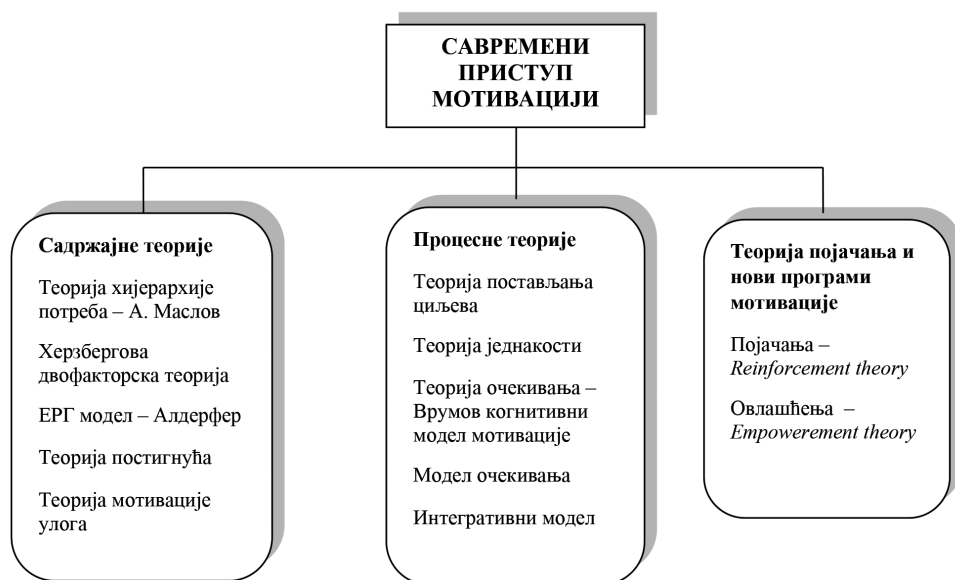 САВРЕМЕНИ
ПРИСТУП
МОТИВАЦИЈИ
Садржајне теорије
Теорија хијерархије
потреба – А. Маслов
Херзбергова
двофакторска теорија
ЕРГ модел – Алдерфер
Теорија постигнућа
Теорија мотивације
улога
Процесне теорије
Теорија постављања
циљева
Теорија једнакости
Теорија очекивања –
Врумов когнитивни
модел мотивације
Модел очекивања
Интегративни модел
Теорија појачања и
нови програми
мотивације
Појачања –
Reinforcement theory
Овлашћења –
Empowerement theory